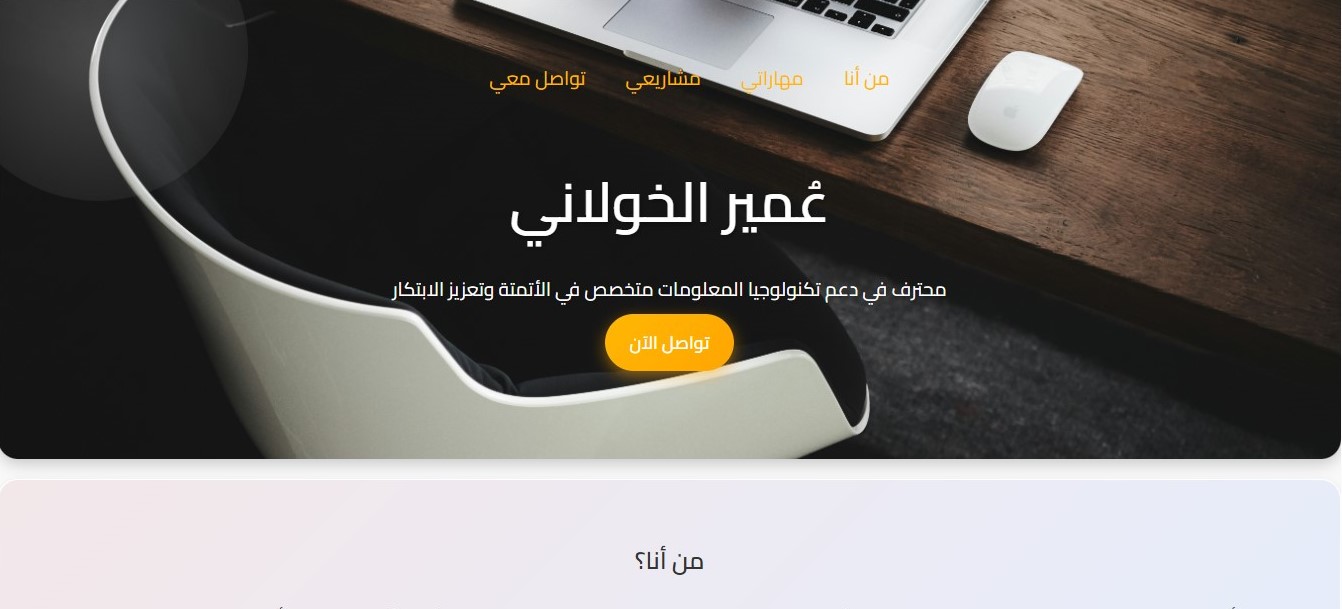 من أنا مهاراتي مشاريعي تواصل معي
عُمير الخولاني
محترف في دعم تكنولوجيا المعلومات متخصص في الأتمتة وتعزيز الابتكار
تواصل الآن
من أنا؟